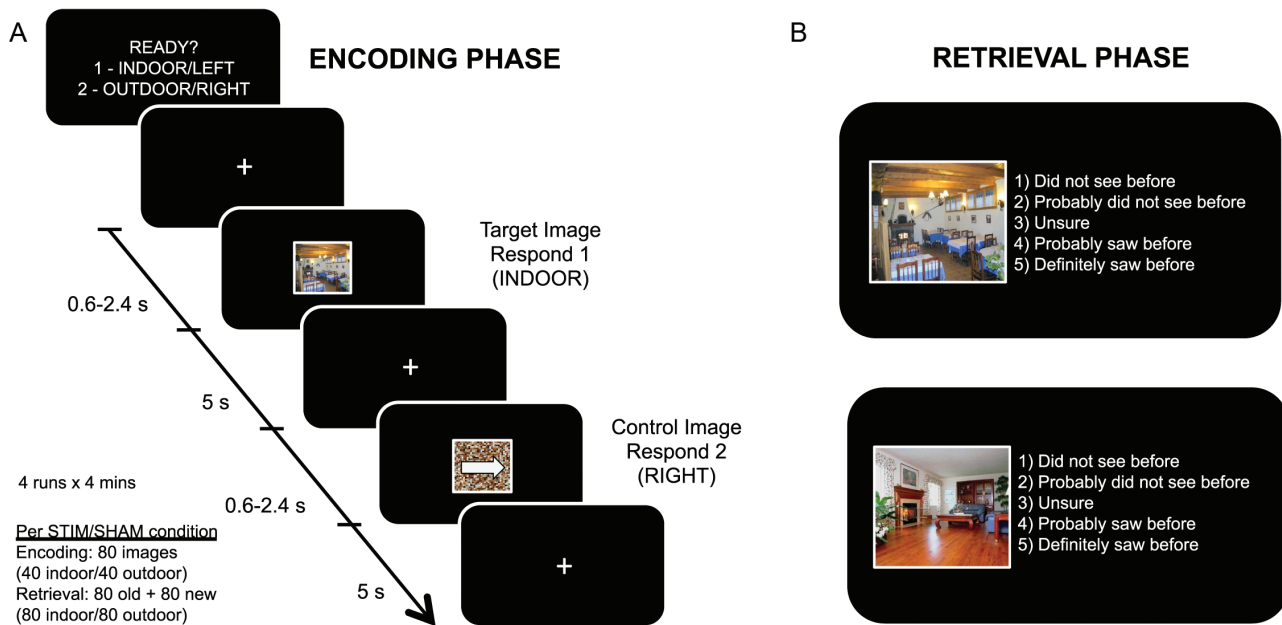 A
READY?
1 - INDOOR/LEFT
2 - OUTDOOR/RIGHT
ENCODING PHASE
+
Target Image
Respond 1
(INDOOR)
0.6-2.4 s
+
5 s
Control Image
Respond 2
(RIGHT)
4 runs x 4 mins
0.6-2.4 s
+
Per STIM/SHAM condition
Encoding: 80 images
(40 indoor/40 outdoor)
Retrieval: 80 old + 80 new
(80 indoor/80 outdoor)
5 s
B
RETRIEVAL PHASE
1) Did not see before
2) Probably did not see before
3) Unsure
4) Probably saw before
5) Definitely saw before
1) Did not see before
2) Probably did not see before
3) Unsure
4) Probably saw before
5) Definitely saw before